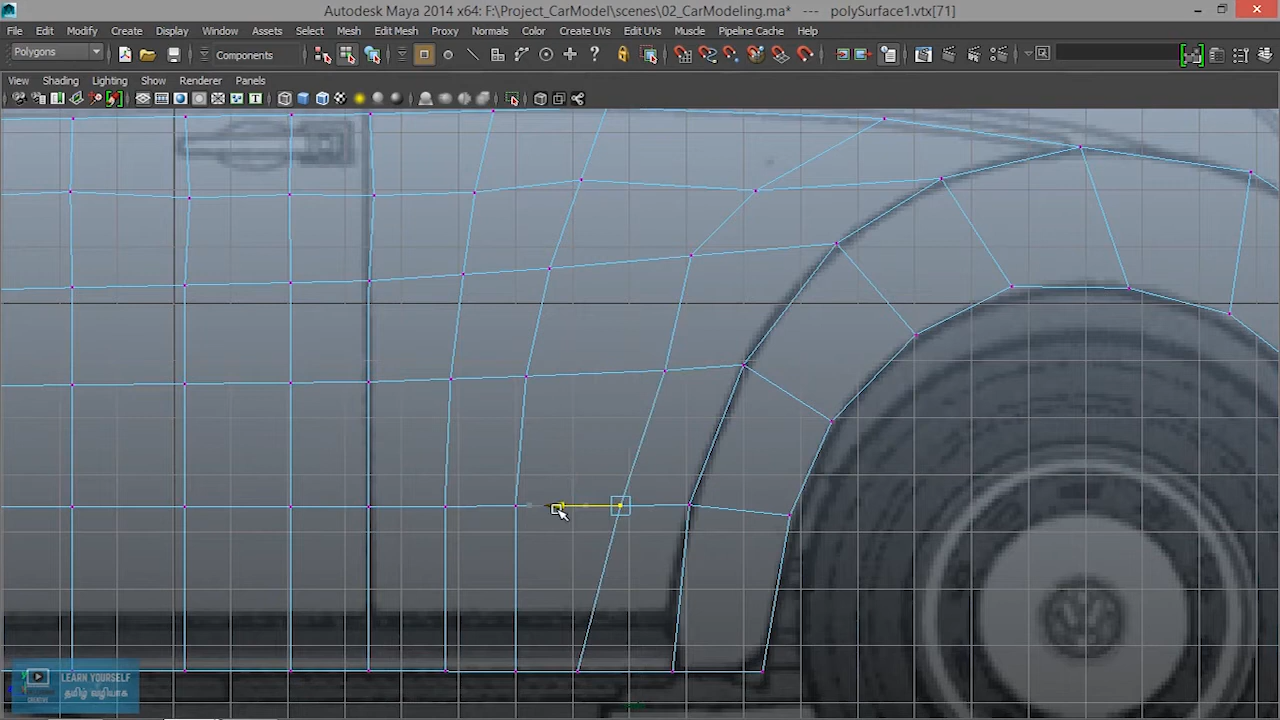 Autodesk Maya 2014 x64: F:\Project_CarModel\scenes\02_CarModeling.ma* --- polySurface1.vtx[71]
File Edit Modify Create Display Window Assets Select Mesh Edit Mesh Proxy Normals Color Create UVs Edit UVs Muscle Pipeline Cache Help
Polygons Components
View Shading Lighting Show Renderer Panels
LEARN YOURSELF
தமிழ் வழியாக